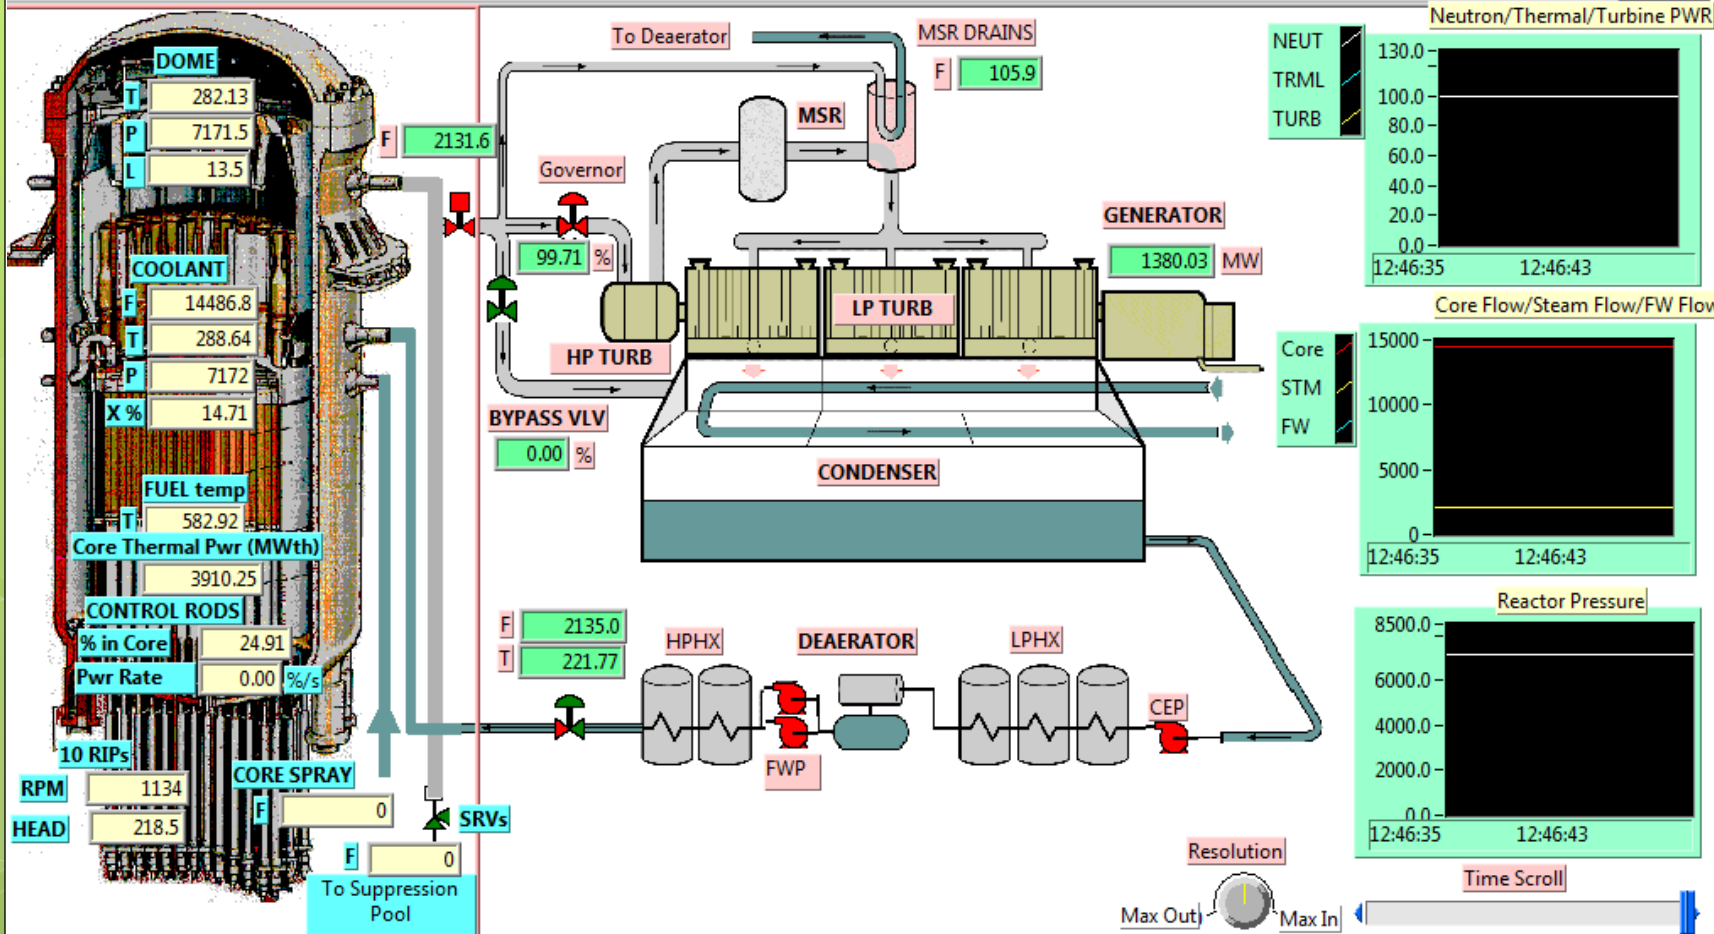 DOME
T 282.13
P 7171.5
L 13.5
COOLANT
F 14486.8
T 288.64
P 7172
X % 14.71
FUEL temp
T 582.92
Core Thermal Pwr (MWth)
3910.25
CONTROL RODS
% in Core 24.91
Pwr Rate 0.00 %/s
10 RIPs
RPM 1134
HEAD 218.5
CORE SPRAY
F 0
SRVs
F 0
To Suppression
Pool
F 2131.6
To Deaerator
MSR DRAINS
F 105.9
MSR
Governor
99.71 %
HP TURB
LP TURB
GENERATOR
1380.03 MW
BYPASS VLV
0.00 %
CONDENSER
F 2135.0
T 221.77
HPHX
DEAERATOR
LPHX
CEP
FWP
Neutron/Thermal/Turbine PWR
NEUT
TRML
TURB
130.0
100.0
80.0
60.0
40.0
20.0
0.0
12:46:35 12:46:43
Core Flow/Steam Flow/FW Flow
Core
STM
FW
15000
10000
5000
0
12:46:35 12:46:43
Reactor Pressure
8500.0
6000.0
4000.0
2000.0
0.0
12:46:35 12:46:43
Resolution
Max Out
Max In
Time Scroll